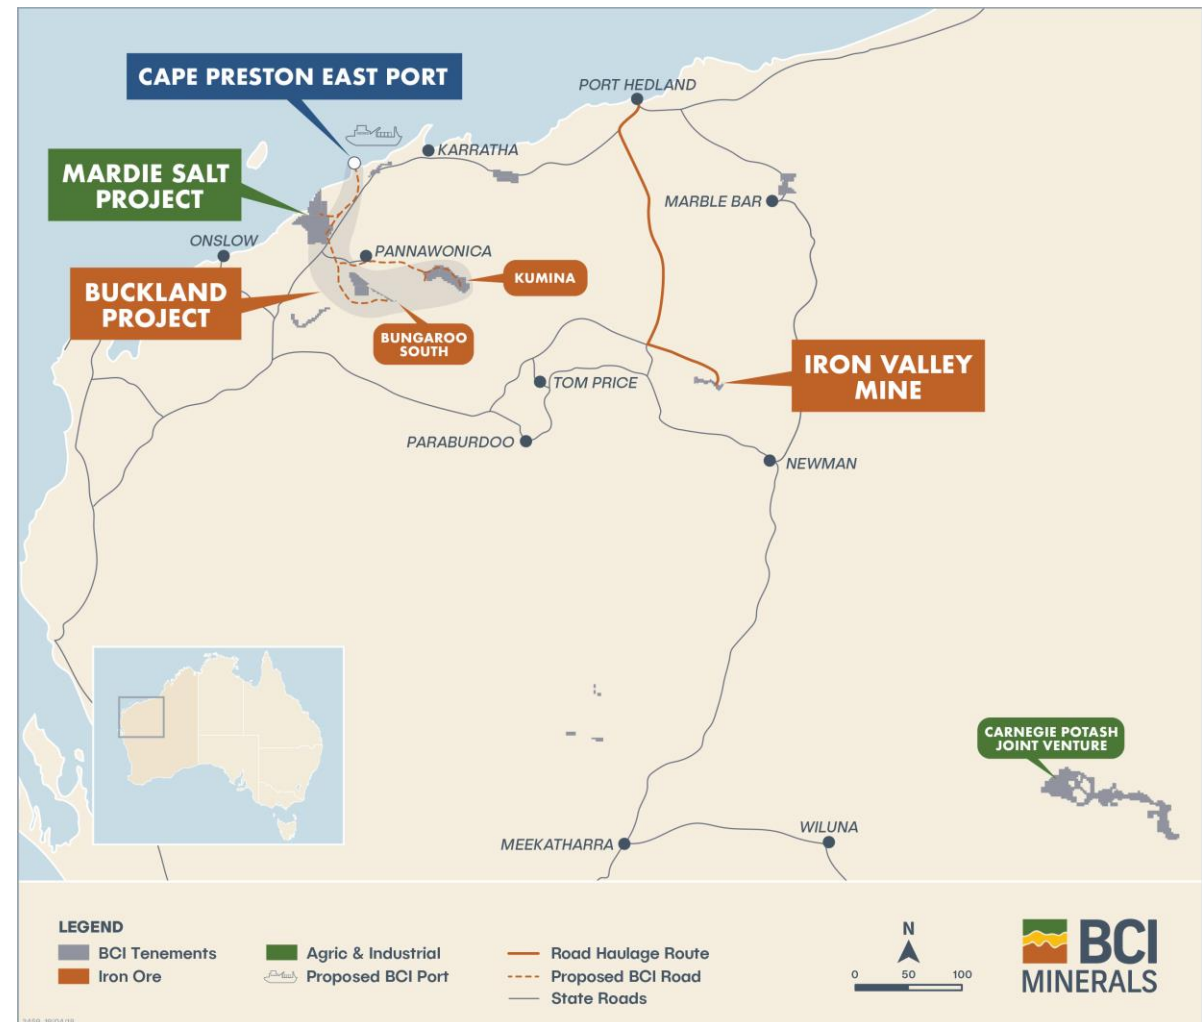 CAPE PRESTON EAST PORT
PORT HEDLAND
KARRATHA
MARDIE SALT
PROJECT
MARBLE BAR
ONSLOW
PANNAWONICA
KUMINA
BUCKLAND
PROJECT
BUNGAROO
SOUTH
IRON VALLEY
MINE
TOM PRICE
PARABURDOO
NEWMAN
CARNEGIE POTASH
JOINT VENTURE
WILUNA
MEEKATHARRA
LEGEND
BCI Tenements
Iron Ore
Agric & Industrial
Proposed BCI Port
Road Haulage Route
Proposed BCI Road
State Roads
N
0 50 100
BCI
MINERALS